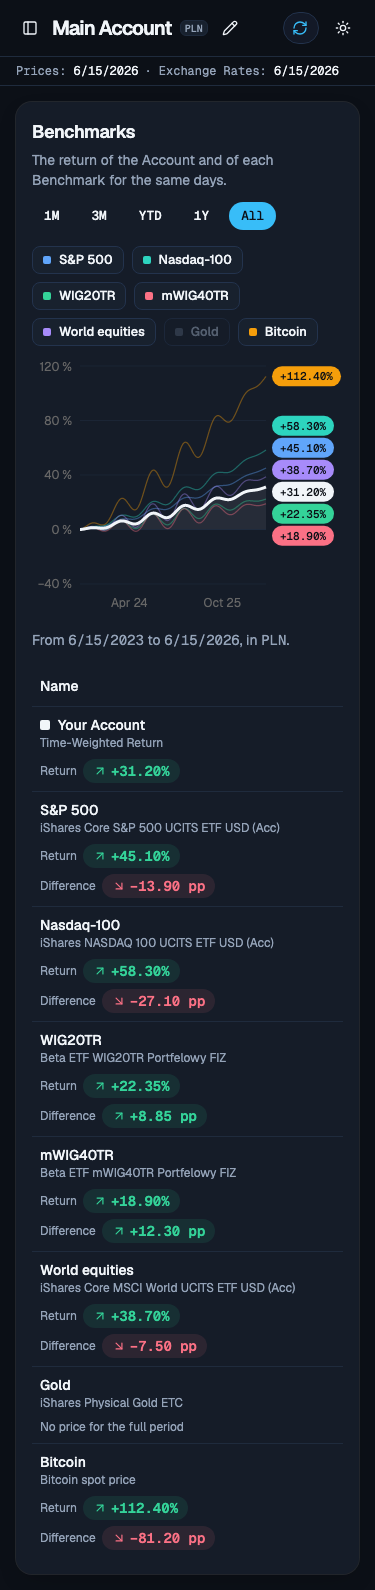 Main Account PLN
Prices: 6/15/2026 · Exchange Rates: 6/15/2026
Benchmarks
The return of the Account and of each
Benchmark for the same days.
1M 3M YTD 1Y All
S&P 500 Nasdaq-100
WIG20TR mWIG40TR
World equities Gold Bitcoin
120 %
80 %
40 %
0 %
−40 %
+112.40%
+58.30%
+45.10%
+38.70%
+31.20%
+22.35%
+18.90%
Apr 24 Oct 25
From 6/15/2023 to 6/15/2026, in PLN.
Name
Your Account
Time-Weighted Return
Return +31.20%
S&P 500
iShares Core S&P 500 UCITS ETF USD (Acc)
Return +45.10%
Difference −13.90 pp
Nasdaq-100
iShares NASDAQ 100 UCITS ETF USD (Acc)
Return +58.30%
Difference −27.10 pp
WIG20TR
Beta ETF WIG20TR Portfelowy FIZ
Return +22.35%
Difference +8.85 pp
mWIG40TR
Beta ETF mWIG40TR Portfelowy FIZ
Return +18.90%
Difference +12.30 pp
World equities
iShares Core MSCI World UCITS ETF USD (Acc)
Return +38.70%
Difference −7.50 pp
Gold
iShares Physical Gold ETC
No price for the full period
Bitcoin
Bitcoin spot price
Return +112.40%
Difference −81.20 pp